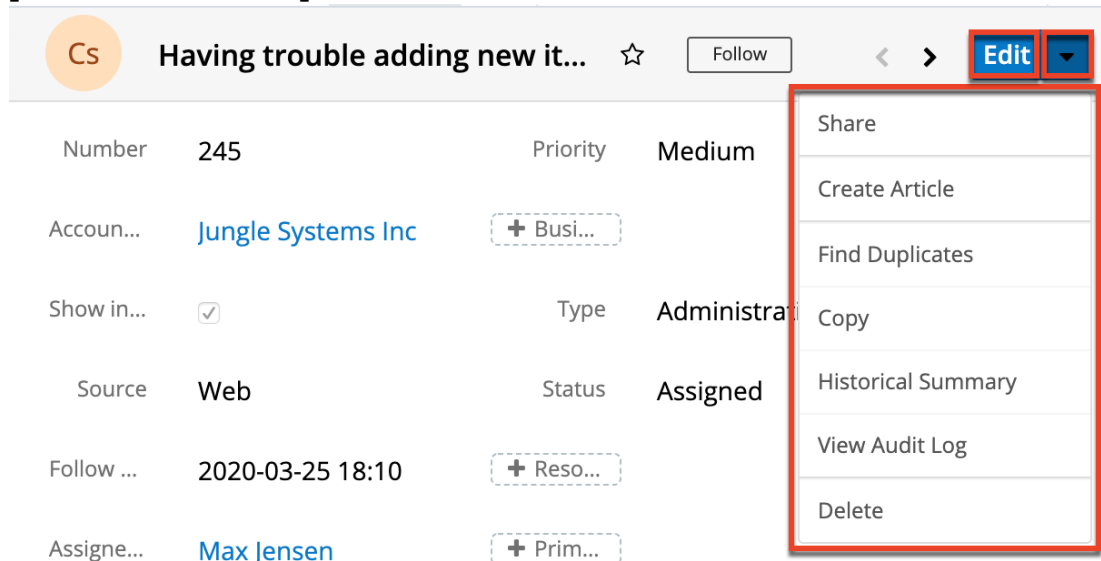 Cs Having trouble adding new it... Follow Edit
Share
Number 245 Priority Medium
Create Article
Accoun... Jungle Systems Inc + Busi...
Find Duplicates
Show in... Type Administrati
Copy
Source Web Status Assigned
Historical Summary
View Audit Log
Follow ... 2020-03-25 18:10 + Reso...
Delete
Assigne... Max Jensen + Prim...